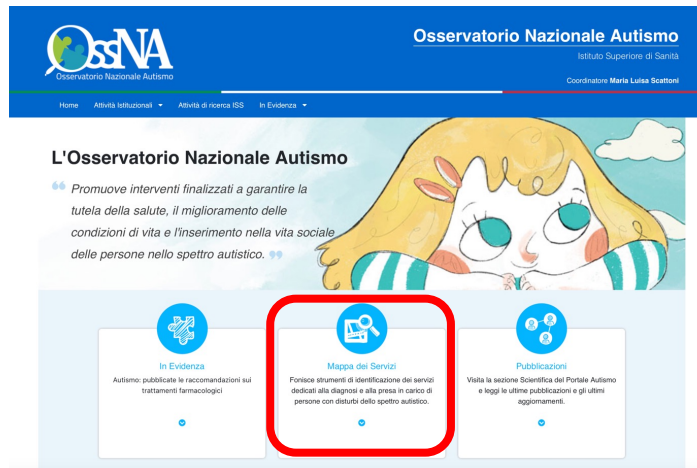 OssNA
Osservatorio Nazionale Autismo
Osservatorio Nazionale Autismo
Istituto Superiore di Sanità
Coordinatore Maria Luisa Scattoni
Home Attività Istituzionali Attività di ricerca ISS In Evidenza
L'Osservatorio Nazionale Autismo
“ Promuove interventi finalizzati a garantire la
tutela della salute, il miglioramento delle
condizioni di vita e l'inserimento nella vita sociale
delle persone nello spettro autistico. ”
In Evidenza
Autismo: pubblicate le raccomandazioni sui
trattamenti farmacologici
Mappa dei Servizi
Fonisce strumenti di identificazione dei servizi
dedicati alla diagnosi e alla presa in carico di
persone con disturbi dello spettro autistico.
Pubblicazioni
Visita la sezione Scientifica del Portale Autismo
e leggi le ultime pubblicazioni e gli ultimi
aggiornamenti.